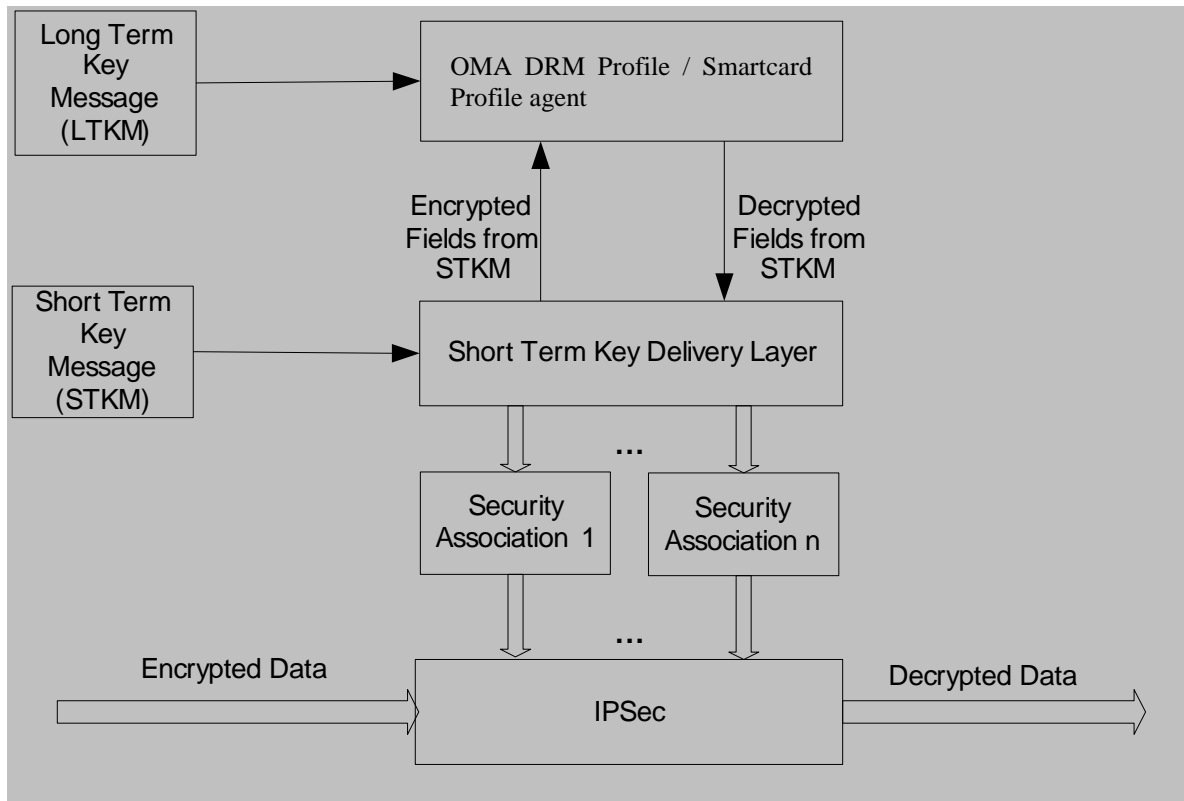 Long Term
Key
Message
(LTKM)
OMA DRM Profile / Smartcard
Profile agent
Encrypted
Fields from
STKM
Decrypted
Fields from
STKM
Short Term
Key
Message
(STKM)
Short Term Key Delivery Layer
...
Security
Association 1
Security
Association n
...
Encrypted Data
IPSec
Decrypted Data